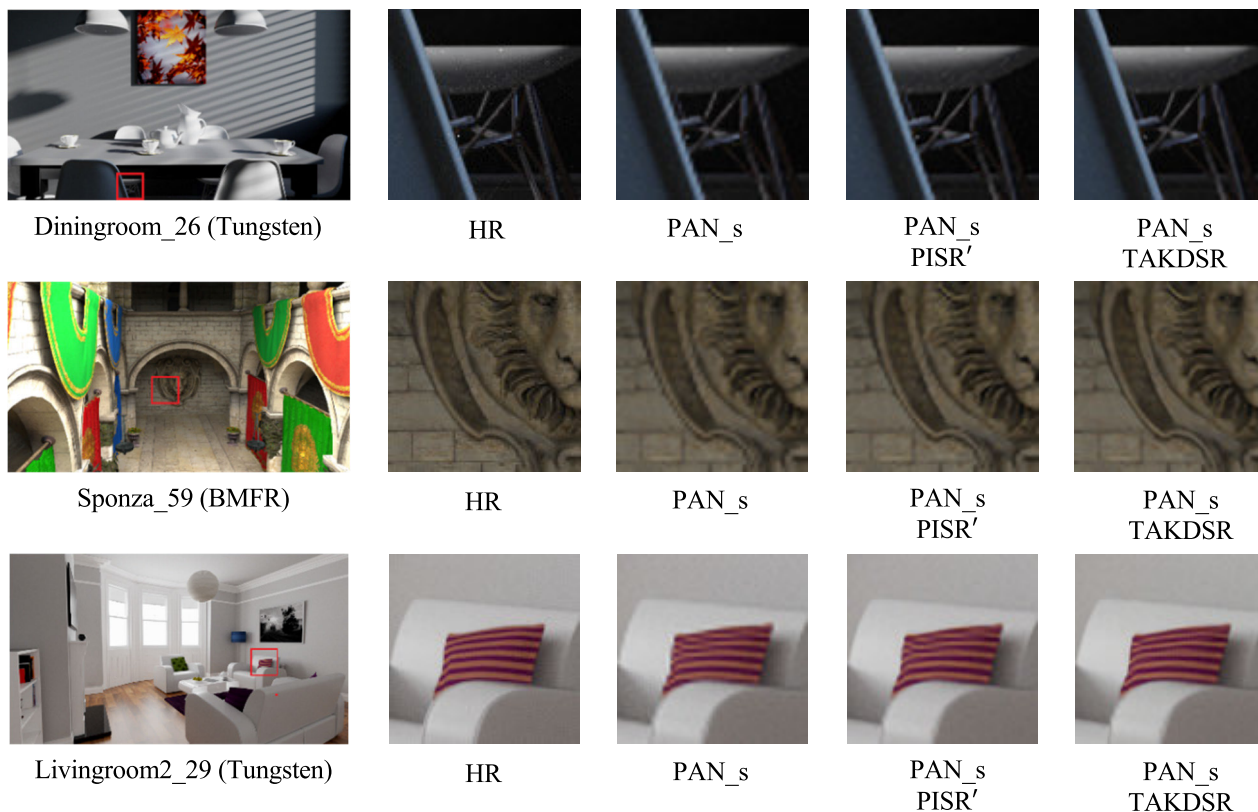 Diningroom_26 (Tungsten)
HR
PAN_s
PAN_s
PISR′
PAN_s
TAKDSR
Sponza_59 (BMFR)
HR
PAN_s
PAN_s
PISR′
PAN_s
TAKDSR
Livingroom2_29 (Tungsten)
HR
PAN_s
PAN_s
PISR′
PAN_s
TAKDSR